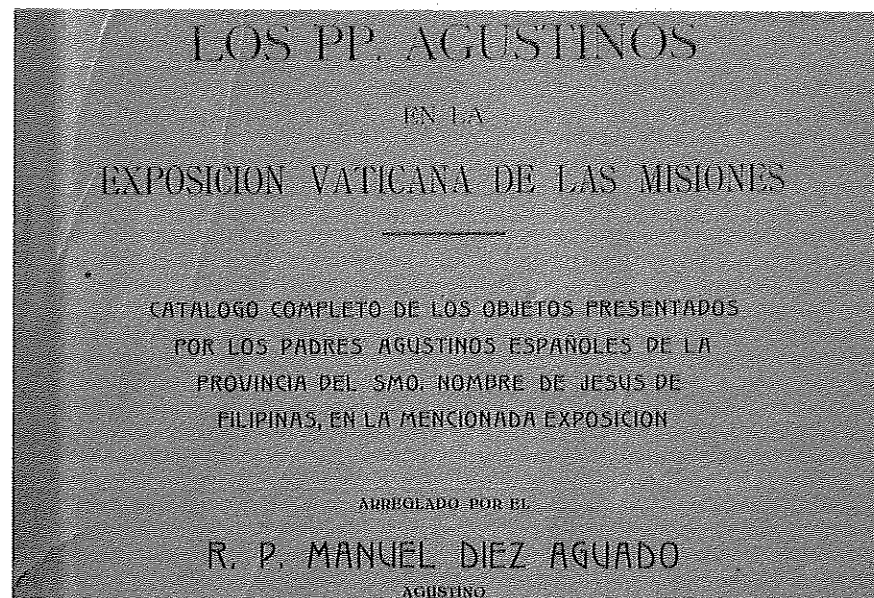 LOS PP. AGUSTINOS
EN LA
EXPOSICION VATICANA DE LAS MISIONES
CATALOGO COMPLETO DE LOS OBJETOS PRESENTADOS
POR LOS PADRES AGUSTINOS ESPAÑOLES DE LA
PROVINCIA DEL SMO. NOMBRE DE JESUS DE
FILIPINAS, EN LA MENCIONADA EXPOSICION
ARREGLADO POR EL
R. P. MANUEL DIEZ AGUADO
AGUSTINO